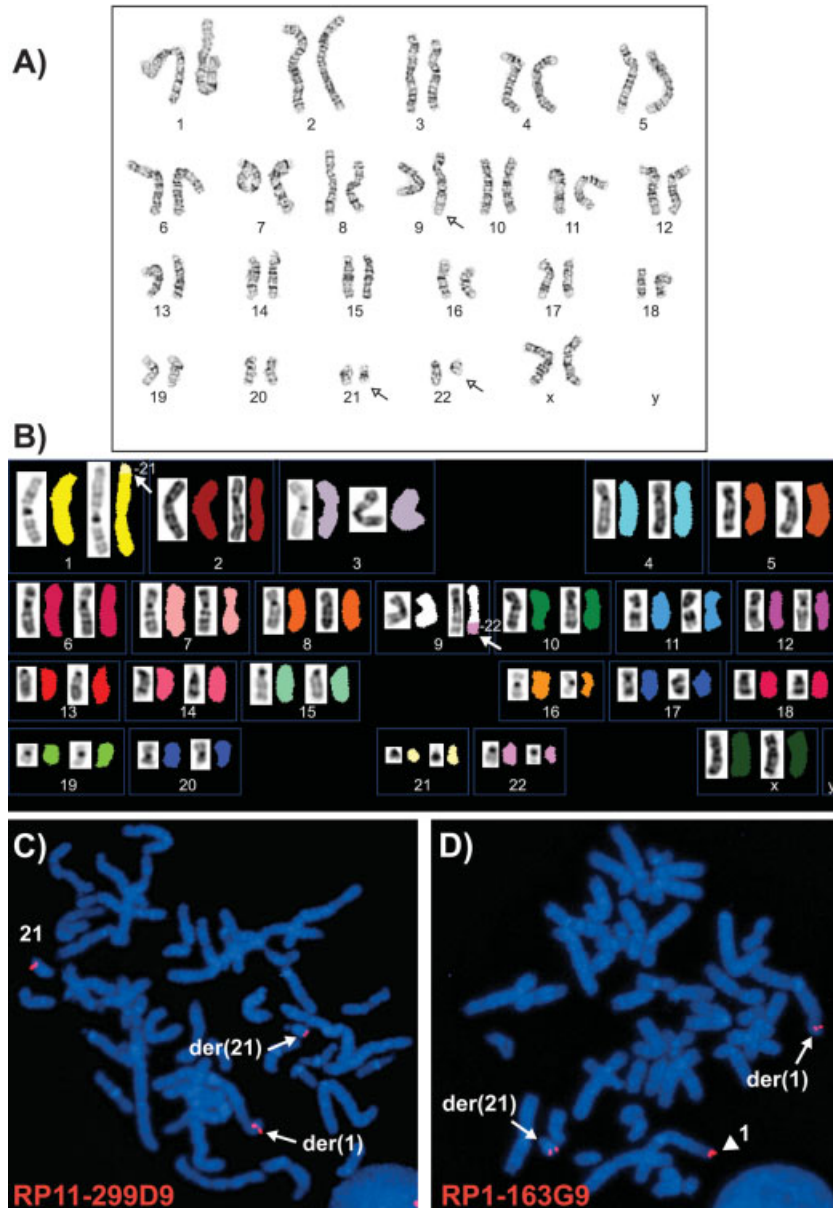 A)
1 2 3 4 5
6 7 8 9 10 11 12
13 14 15 16 17 18
19 20 21 22 x y
B)
-21
1 2 3 4 5
-22
6 7 8 9 10 11 12
13 14 15 16 17 18
19 20 21 22 x y
C)
21
der(21)
der(1)
RP11-299D9
D)
der(1)
der(21)
1
RP1-163G9